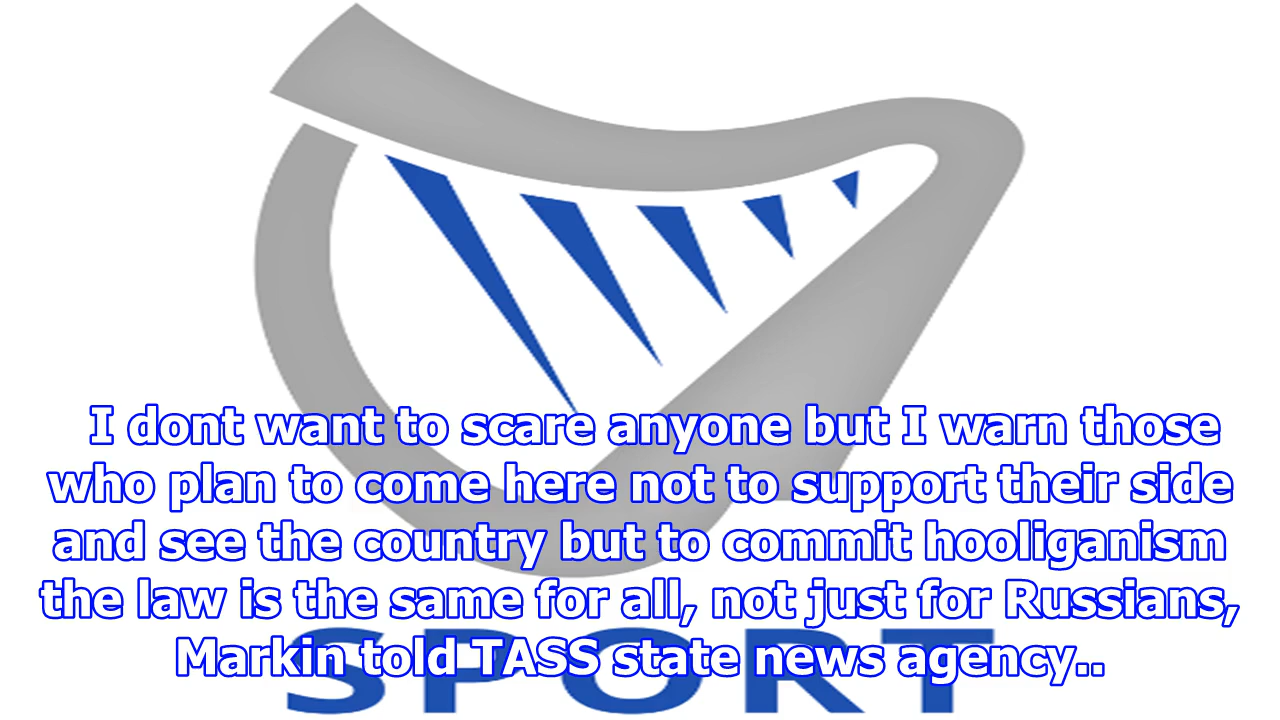 I dont want to scare anyone but I warn those
who plan to come here not to support their side
and see the country but to commit hooliganism
the law is the same for all, not just for Russians,
Markin told TASS state news agency..
SPORT